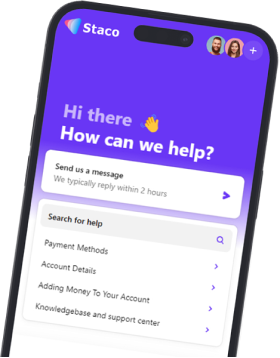 Staco
Hi there 👋
How can we help?
Send us a message
We typically reply within 2 hours
Search for help
Payment Methods
Account Details
Adding Money To Your Account
Knowledgebase and support center